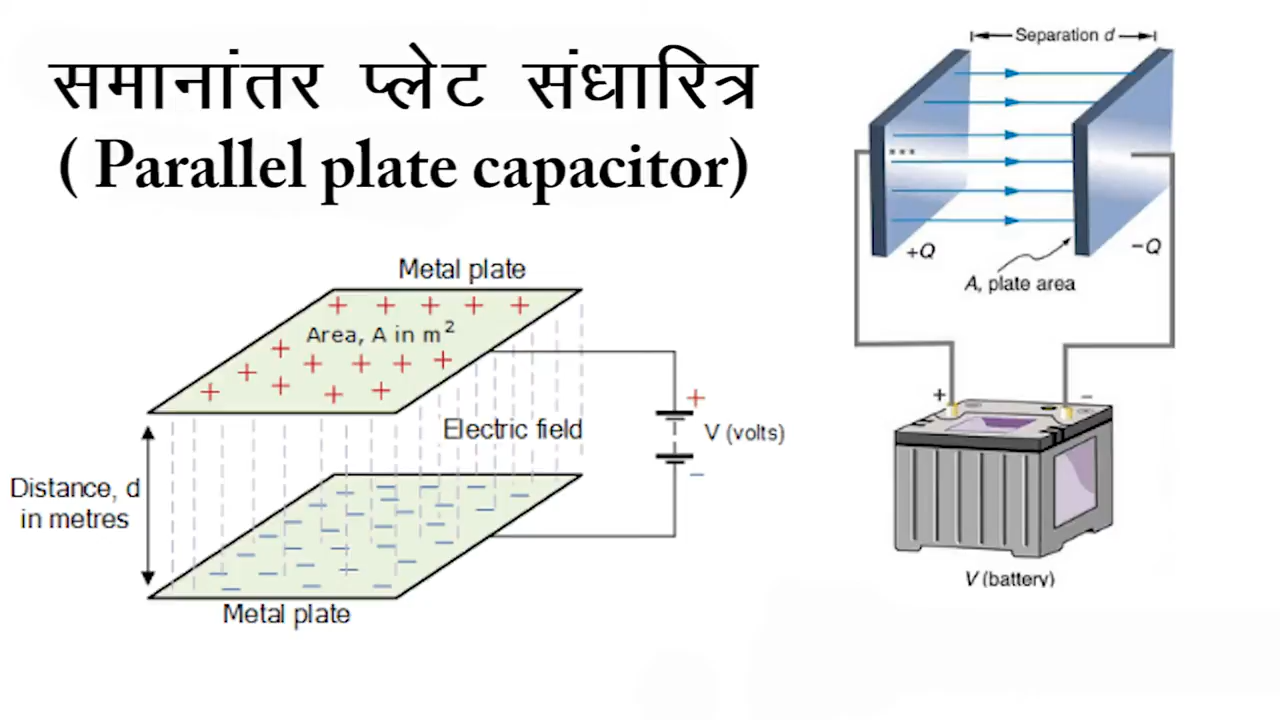 समानांतर प्लेट संधारित्र
( Parallel plate capacitor)
Metal plate
Area, A in m²
Electric field
+
V (volts)
−
Distance, d
in metres
Metal plate
Separation d
+Q
−Q
A, plate area
+
−
V (battery)